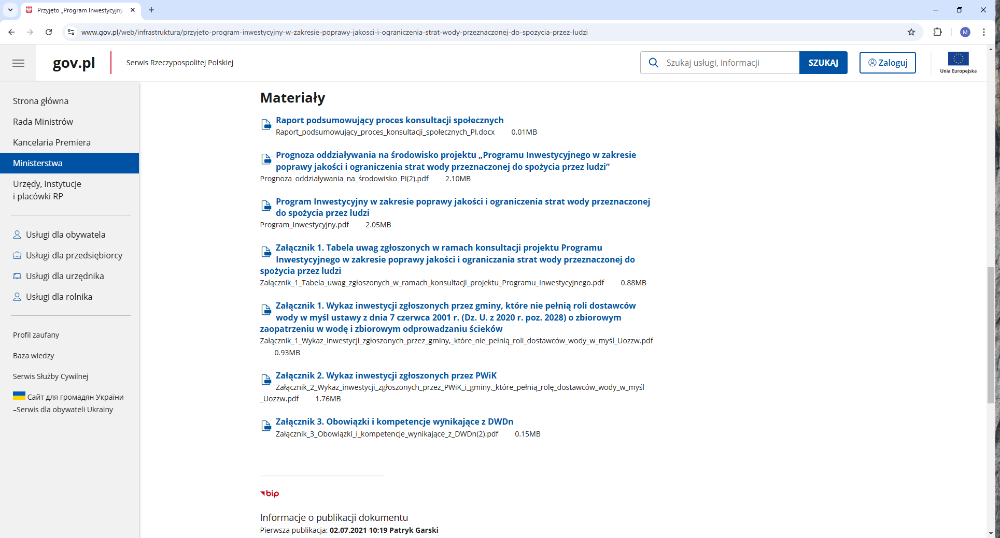 Przyjęto „Program Inwestycyjny
www.gov.pl/web/infrastruktura/przyjeto-program-inwestycyjny-w-zakresie-poprawy-jakosci-i-ograniczenia-strat-wody-przeznaczonej-do-spozycia-przez-ludzi
M
gov.pl
Serwis Rzeczypospolitej Polskiej
Szukaj usługi, informacji
SZUKAJ
Zaloguj
Unia Europejska
Strona główna
Rada Ministrów
Kancelaria Premiera
Ministerstwa
Urzędy, instytucje
i placówki RP
Usługi dla obywatela
Usługi dla przedsiębiorcy
Usługi dla urzędnika
Usługi dla rolnika
Profil zaufany
Baza wiedzy
Serwis Służby Cywilnej
Сайт для громадян України
–Serwis dla obywateli Ukrainy
Materiały
Raport podsumowujący proces konsultacji społecznych
Raport_podsumowujący_proces_konsultacji_społecznych_PI.docx 0.01MB
Prognoza oddziaływania na środowisko projektu „Programu Inwestycyjnego w zakresie
poprawy jakości i ograniczenia strat wody przeznaczonej do spożycia przez ludzi”
Prognoza_oddziaływania_na_środowisko_PI(2).pdf 2.10MB
Program Inwestycyjny w zakresie poprawy jakości i ograniczenia strat wody przeznaczonej
do spożycia przez ludzi
Program_Inwestycyjny.pdf 2.05MB
Załącznik 1. Tabela uwag zgłoszonych w ramach konsultacji projektu Programu
Inwestycyjnego w zakresie poprawy jakości i ograniczania strat wody przeznaczonej do
spożycia przez ludzi
Załącznik_1_Tabela_uwag_zgłoszonych_w_ramach_konsultacji_projektu_Programu_Inwestycyjnego.pdf 0.88MB
Załącznik 1. Wykaz inwestycji zgłoszonych przez gminy, które nie pełnią roli dostawców
wody w myśl ustawy z dnia 7 czerwca 2001 r. (Dz. U. z 2020 r. poz. 2028) o zbiorowym
zaopatrzeniu w wodę i zbiorowym odprowadzaniu ścieków
Załącznik_1_Wykaz_inwestycji_zgłoszonych_przez_gminy,_które_nie_pełnią_roli_dostawców_wody_w_myśl_Uozzw.pdf
0.93MB
Załącznik 2. Wykaz inwestycji zgłoszonych przez PWiK
Załącznik_2_Wykaz_inwestycji_zgłoszonych_przez_PWiK_i_gminy,_które_pełnią_rolę_dostawców_wody_w_myśl
_Uozzw.pdf 1.76MB
Załącznik 3. Obowiązki i kompetencje wynikające z DWDn
Załącznik_3_Obowiązki_i_kompetencje_wynikające_z_DWDn(2).pdf 0.15MB
bip
Informacje o publikacji dokumentu
Pierwsza publikacja: 02.07.2021 10:19 Patryk Garski